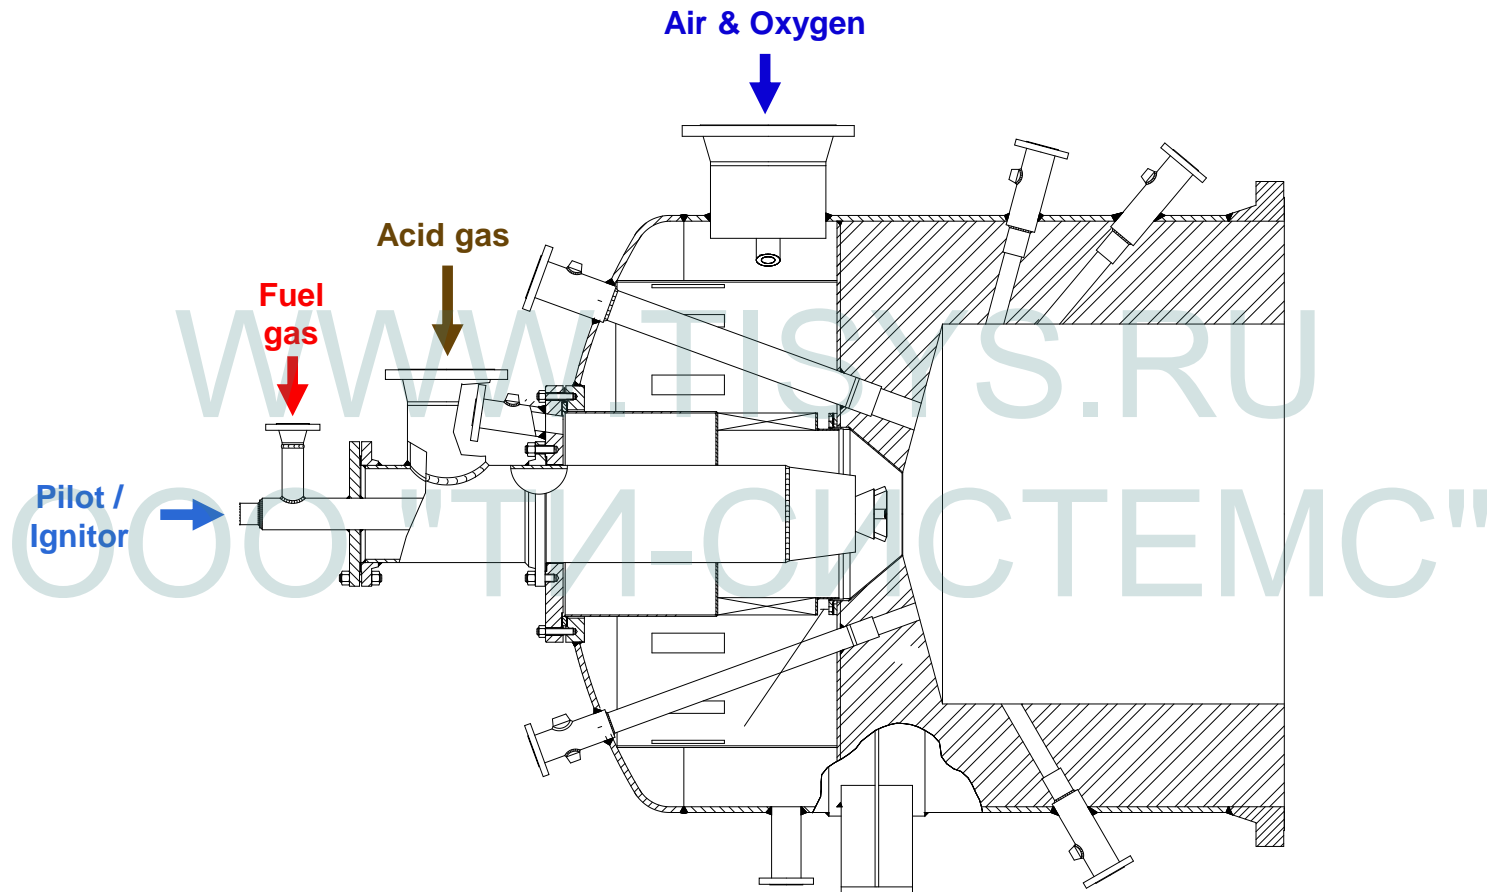 Air & Oxygen
Acid gas
Fuel
gas
WWW.TISYS.RU
Pilot /
Ignitor
ООО "ТИ-СИСТЕМС"